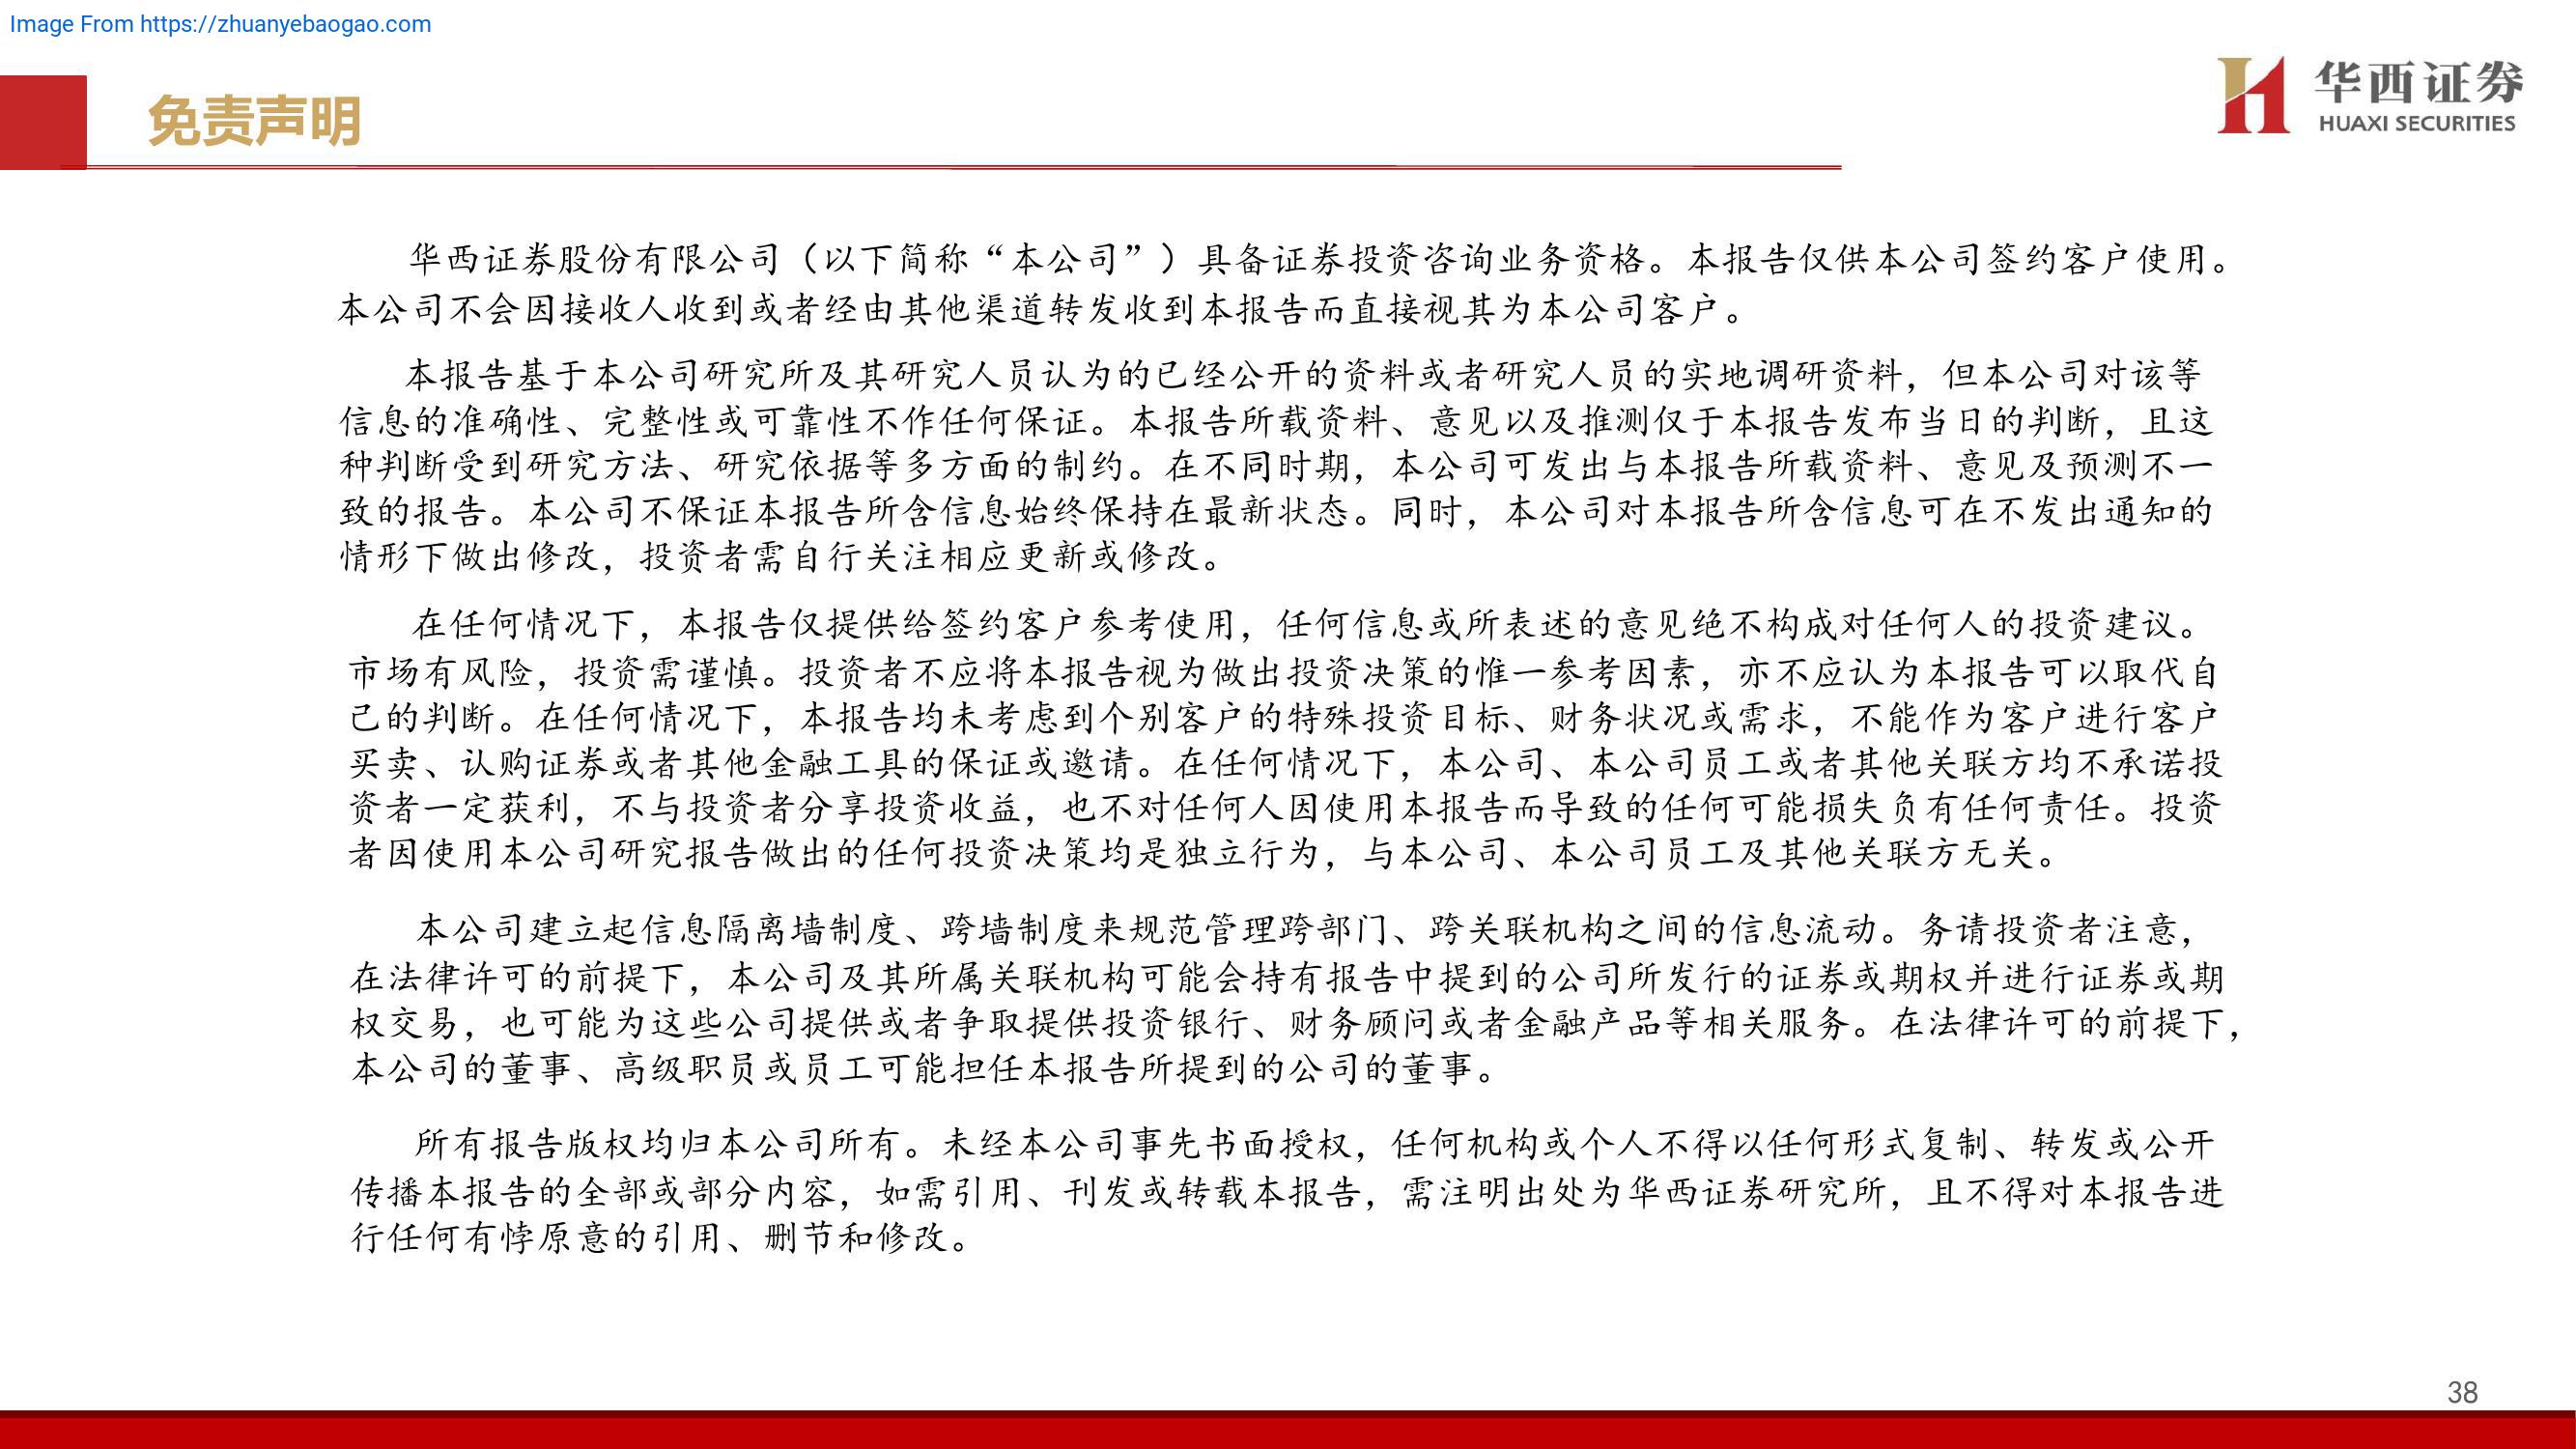 Image From https://zhuanyebaogao.com
免责声明
华西证券
HUAXI SECURITIES
华西证券股份有限公司（以下简称“本公司”）具备证券投资咨询业务资格。本报告仅供本公司签约客户使用。
本公司不会因接收人收到或者经由其他渠道转发收到本报告而直接视其为本公司客户。
本报告基于本公司研究所及其研究人员认为的已经公开的资料或者研究人员的实地调研资料，但本公司对该等
信息的准确性、完整性或可靠性不作任何保证。本报告所载资料、意见以及推测仅于本报告发布当日的判断，且这
种判断受到研究方法、研究依据等多方面的制约。在不同时期，本公司可发出与本报告所载资料、意见及预测不一
致的报告。本公司不保证本报告所含信息始终保持在最新状态。同时，本公司对本报告所含信息可在不发出通知的
情形下做出修改，投资者需自行关注相应更新或修改。
在任何情况下，本报告仅提供给签约客户参考使用，任何信息或所表述的意见绝不构成对任何人的投资建议。
市场有风险，投资需谨慎。投资者不应将本报告视为做出投资决策的惟一参考因素，亦不应认为本报告可以取代自
己的判断。在任何情况下，本报告均未考虑到个别客户的特殊投资目标、财务状况或需求，不能作为客户进行客户
买卖、认购证券或者其他金融工具的保证或邀请。在任何情况下，本公司、本公司员工或者其他关联方均不承诺投
资者一定获利，不与投资者分享投资收益，也不对任何人因使用本报告而导致的任何可能损失负有任何责任。投资
者因使用本公司研究报告做出的任何投资决策均是独立行为，与本公司、本公司员工及其他关联方无关。
本公司建立起信息隔离墙制度、跨墙制度来规范管理跨部门、跨关联机构之间的信息流动。务请投资者注意，
在法律许可的前提下，本公司及其所属关联机构可能会持有报告中提到的公司所发行的证券或期权并进行证券或期
权交易，也可能为这些公司提供或者争取提供投资银行、财务顾问或者金融产品等相关服务。在法律许可的前提下，
本公司的董事、高级职员或员工可能担任本报告所提到的公司的董事。
所有报告版权均归本公司所有。未经本公司事先书面授权，任何机构或个人不得以任何形式复制、转发或公开
传播本报告的全部或部分内容，如需引用、刊发或转载本报告，需注明出处为华西证券研究所，且不得对本报告进
行任何有悖原意的引用、删节和修改。
38